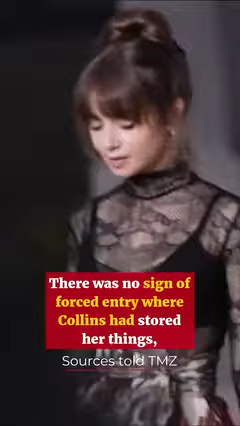 There was no sign of
forced entry where
Collins had stored
her things,
Sources told TMZ